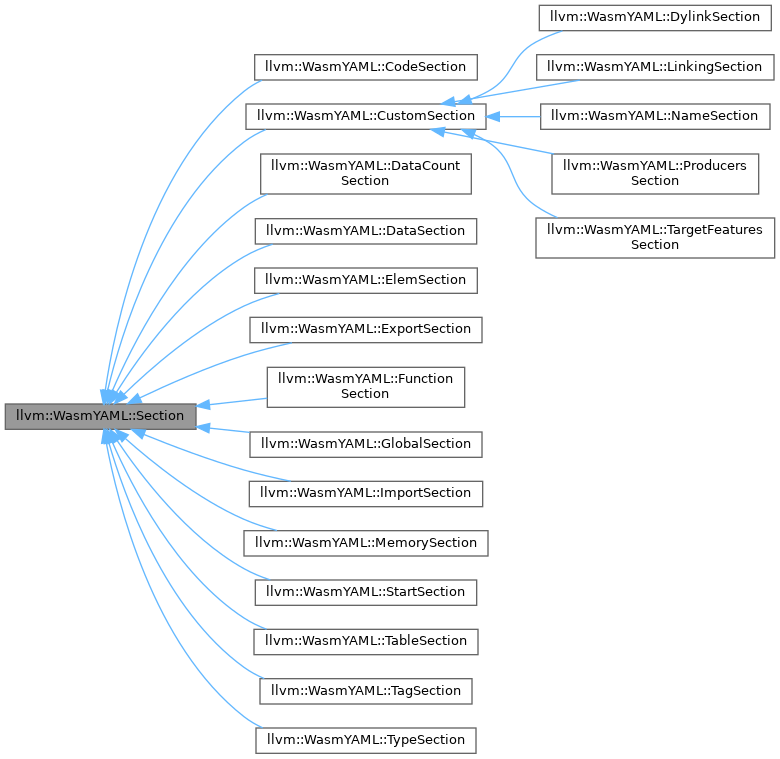 llvm::WasmYAML::Section
llvm::WasmYAML::CodeSection
llvm::WasmYAML::CustomSection
llvm::WasmYAML::DataCount
Section
llvm::WasmYAML::DataSection
llvm::WasmYAML::ElemSection
llvm::WasmYAML::ExportSection
llvm::WasmYAML::Function
Section
llvm::WasmYAML::GlobalSection
llvm::WasmYAML::ImportSection
llvm::WasmYAML::MemorySection
llvm::WasmYAML::StartSection
llvm::WasmYAML::TableSection
llvm::WasmYAML::TagSection
llvm::WasmYAML::TypeSection
llvm::WasmYAML::DylinkSection
llvm::WasmYAML::LinkingSection
llvm::WasmYAML::NameSection
llvm::WasmYAML::Producers
Section
llvm::WasmYAML::TargetFeatures
Section